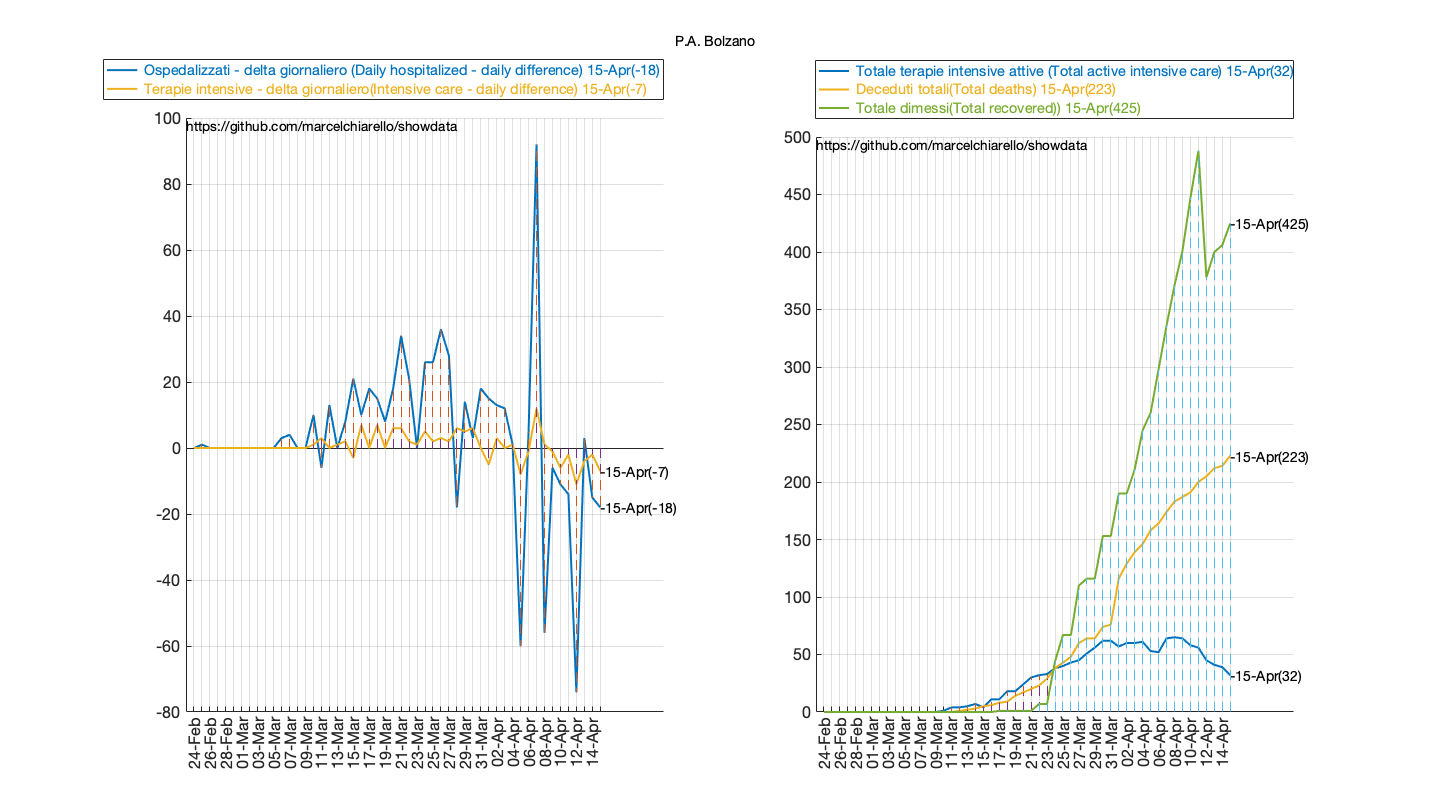 P.A. Bolzano
Ospedalizzati - delta giornaliero (Daily hospitalized - daily difference) 15-Apr(-18)
Terapie intensive - delta giornaliero(Intensive care - daily difference) 15-Apr(-7)
https://github.com/marcelchiarello/showdata
100
80
60
40
20
0
-20
-40
-60
-80
15-Apr(-7)
15-Apr(-18)
24-Feb
26-Feb
28-Feb
01-Mar
03-Mar
05-Mar
07-Mar
09-Mar
11-Mar
13-Mar
15-Mar
17-Mar
19-Mar
21-Mar
23-Mar
25-Mar
27-Mar
29-Mar
31-Mar
02-Apr
04-Apr
06-Apr
08-Apr
10-Apr
12-Apr
14-Apr
Totale terapie intensive attive (Total active intensive care) 15-Apr(32)
Deceduti totali(Total deaths) 15-Apr(223)
Totale dimessi(Total recovered)) 15-Apr(425)
https://github.com/marcelchiarello/showdata
500
450
400
350
300
250
200
150
100
50
0
15-Apr(425)
15-Apr(223)
15-Apr(32)
24-Feb
26-Feb
28-Feb
01-Mar
03-Mar
05-Mar
07-Mar
09-Mar
11-Mar
13-Mar
15-Mar
17-Mar
19-Mar
21-Mar
23-Mar
25-Mar
27-Mar
29-Mar
31-Mar
02-Apr
04-Apr
06-Apr
08-Apr
10-Apr
12-Apr
14-Apr